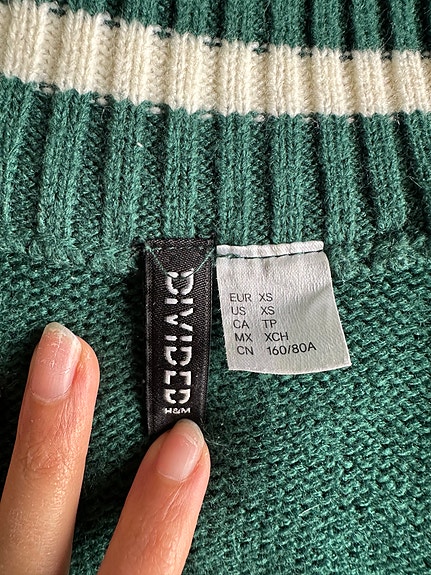 DIVIDED
H&M
EUR XS
US XS
CA TP
MX XCH
CN 160/80A